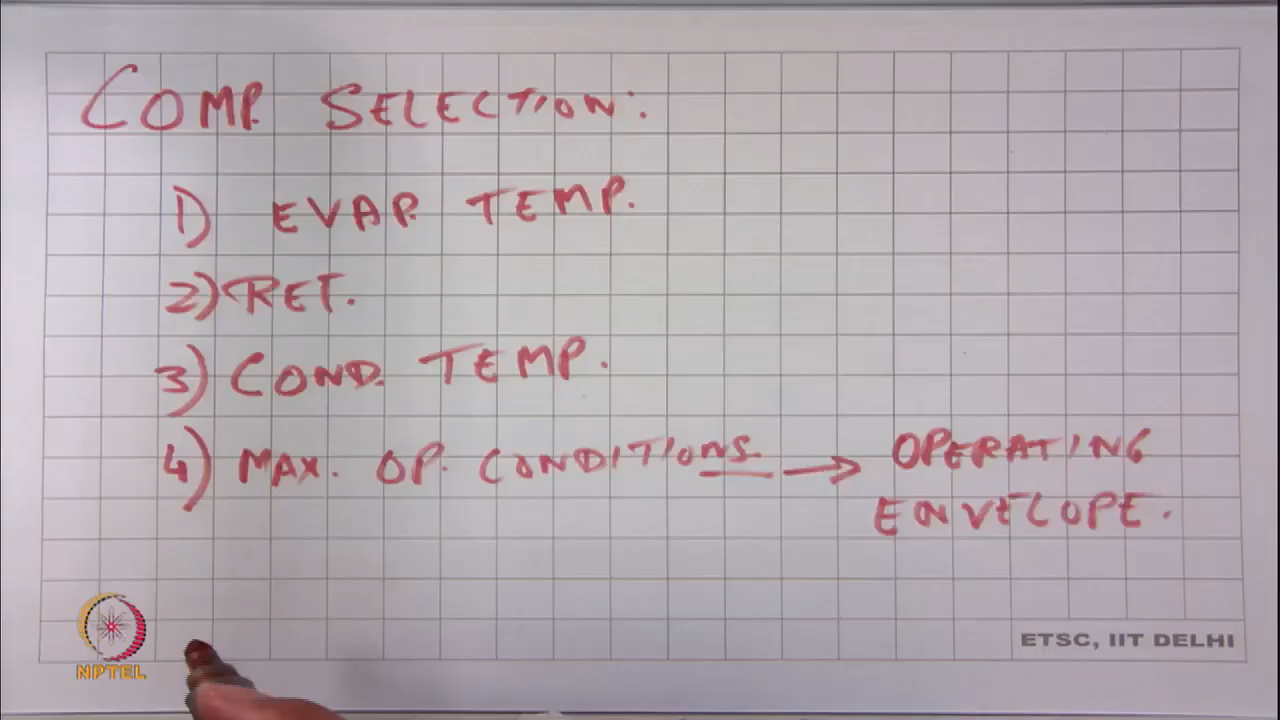 COMP. SELECTION:
1) EVAP. TEMP.
2) REF.
3) COND. TEMP.
4) MAX. OP. CONDITIONS. → OPERATING
ENVELOPE.
NPTEL
ETSC, IIT DELHI